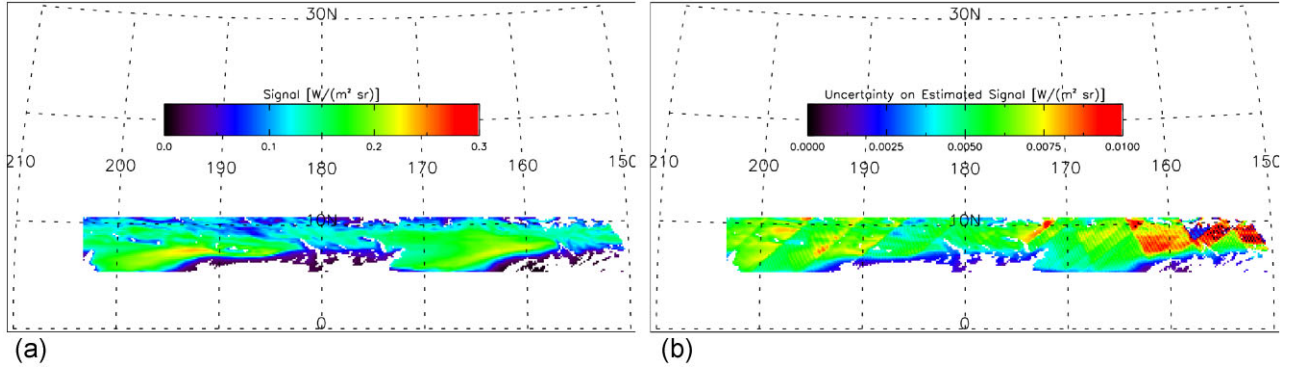 30N
Signal [W/(m² sr)]
0.0 0.1 0.2 0.3
210 200 190 180 170 160 150
10N
0
(a)
30N
Uncertainty on Estimated Signal [W/(m² sr)]
0.0000 0.0025 0.0050 0.0075 0.0100
210 200 190 180 170 160 150
10N
0
(b)